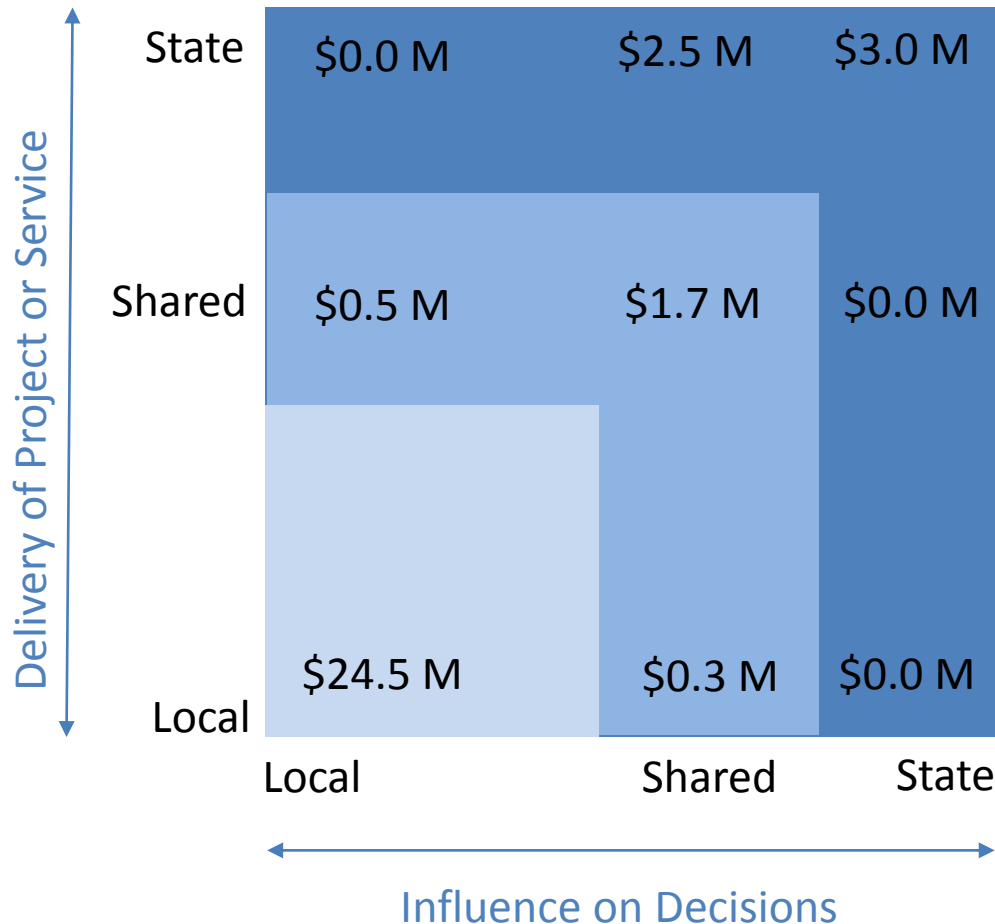 Delivery of Project or Service
State
$0.0 M
$2.5 M
$3.0 M
Shared
$0.5 M
$1.7 M
$0.0 M
$24.5 M
$0.3 M
$0.0 M
Local
Local
Shared
State
Influence on Decisions